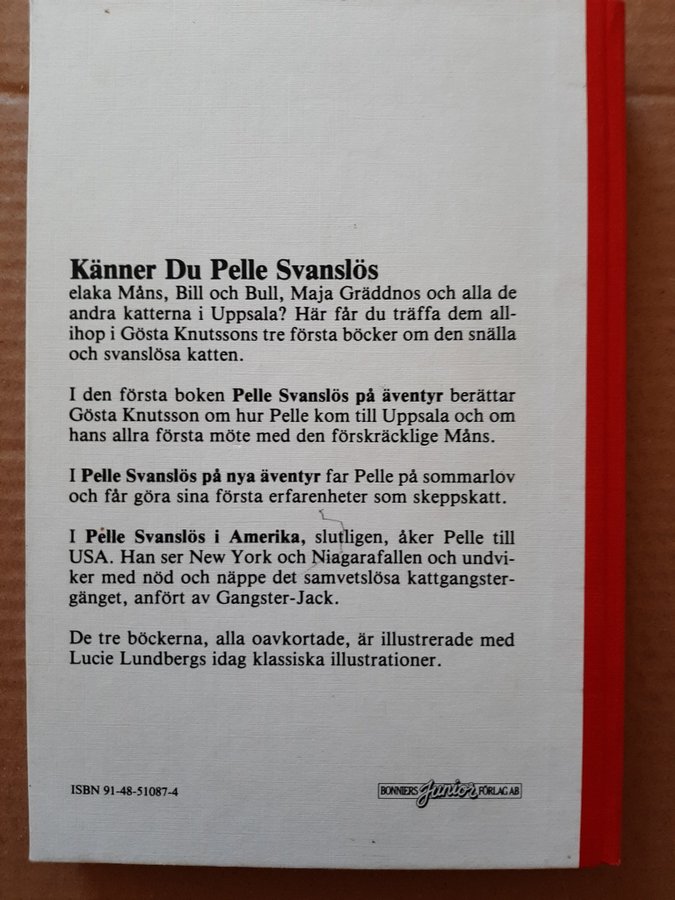 Känner Du Pelle Svanslös
elaka Måns, Bill och Bull, Maja Gräddnos och alla de
andra katterna i Uppsala? Här får du träffa dem all-
ihop i Gösta Knutssons tre första böcker om den snälla
och svanslösa katten.
I den första boken Pelle Svanslös på äventyr berättar
Gösta Knutsson om hur Pelle kom till Uppsala och om
hans allra första möte med den förskräcklige Måns.
I Pelle Svanslös på nya äventyr far Pelle på sommarlov
och får göra sina första erfarenheter som skeppskatt.
I Pelle Svanslös i Amerika, slutligen, åker Pelle till
USA. Han ser New York och Niagarafallen och undvi-
ker med nöd och näppe det samvetslösa kattgangster-
gänget, anfört av Gangster-Jack.
De tre böckerna, alla oavkortade, är illustrerade med
Lucie Lundbergs idag klassiska illustrationer.
ISBN 91-48-51087-4
BONNIERS Junior FÖRLAG AB